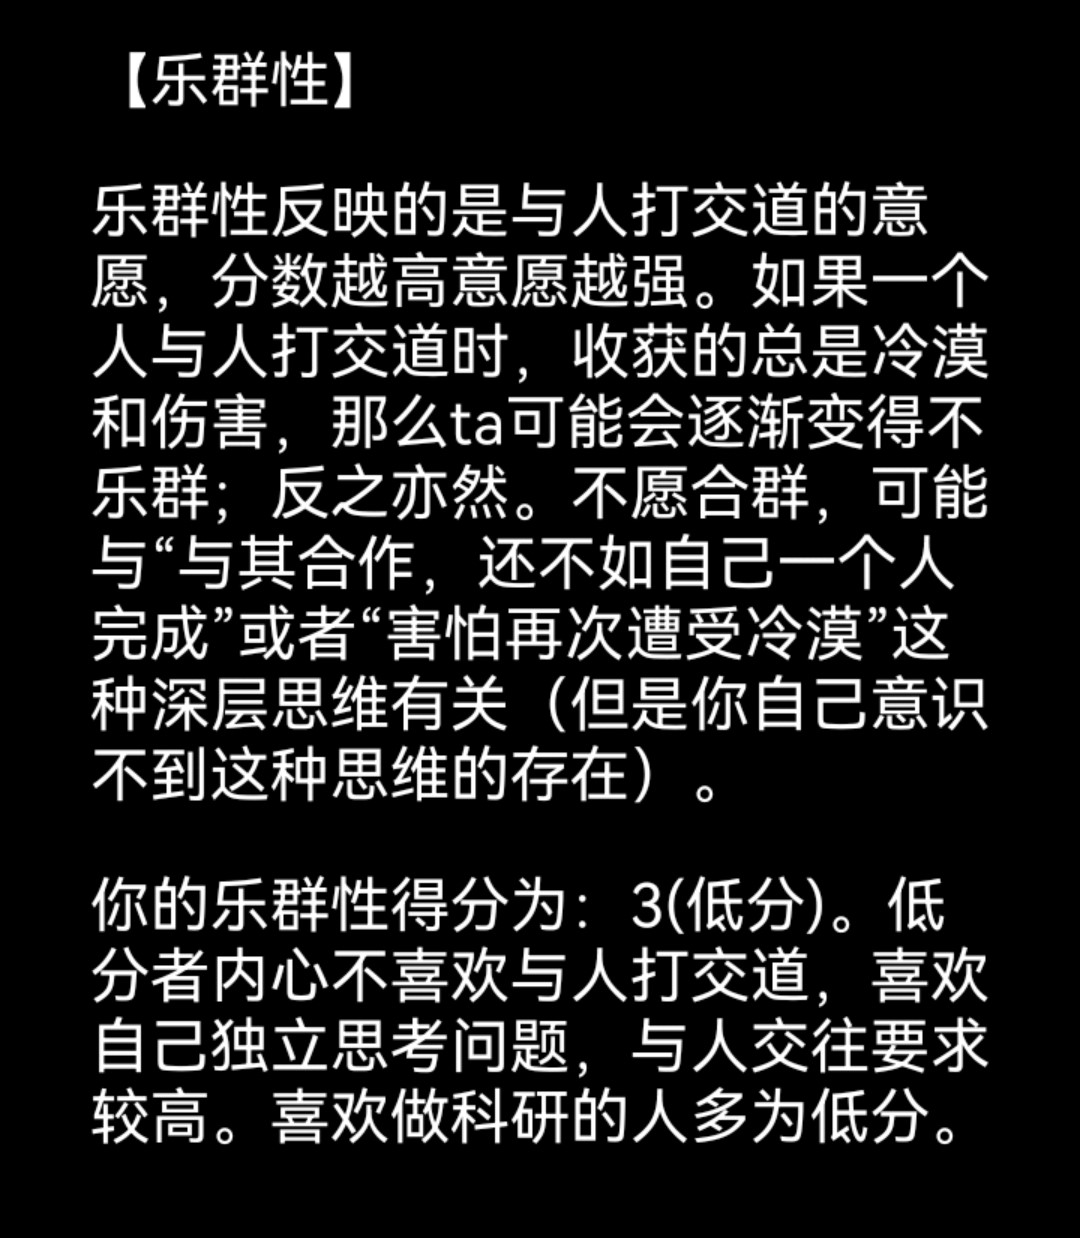 【乐群性】
乐群性反映的是与人打交道的意
愿，分数越高意愿越强。如果一个
人与人打交道时，收获的总是冷漠
和伤害，那么ta可能会逐渐变得不
乐群；反之亦然。不愿合群，可能
与“与其合作，还不如自己一个人
完成”或者“害怕再次遭受冷漠”这
种深层思维有关（但是你自己意识
不到这种思维的存在）。
你的乐群性得分为：3(低分)。低
分者内心不喜欢与人打交道，喜欢
自己独立思考问题，与人交往要求
较高。喜欢做科研的人多为低分。